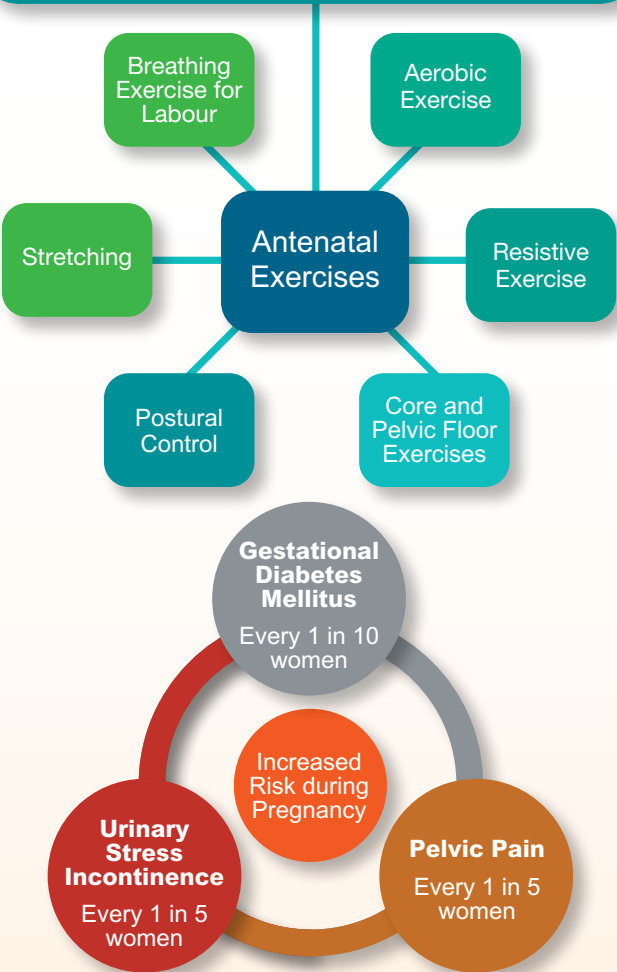 Breathing
Exercise for
Labour
Aerobic
Exercise
Stretching
Antenatal
Exercises
Resistive
Exercise
Postural
Control
Core and
Pelvic Floor
Exercises
Gestational
Diabetes
Mellitus
Every 1 in 10
women
Increased
Risk during
Pregnancy
Urinary
Stress
Incontinence
Every 1 in 5
women
Pelvic Pain
Every 1 in 5
women